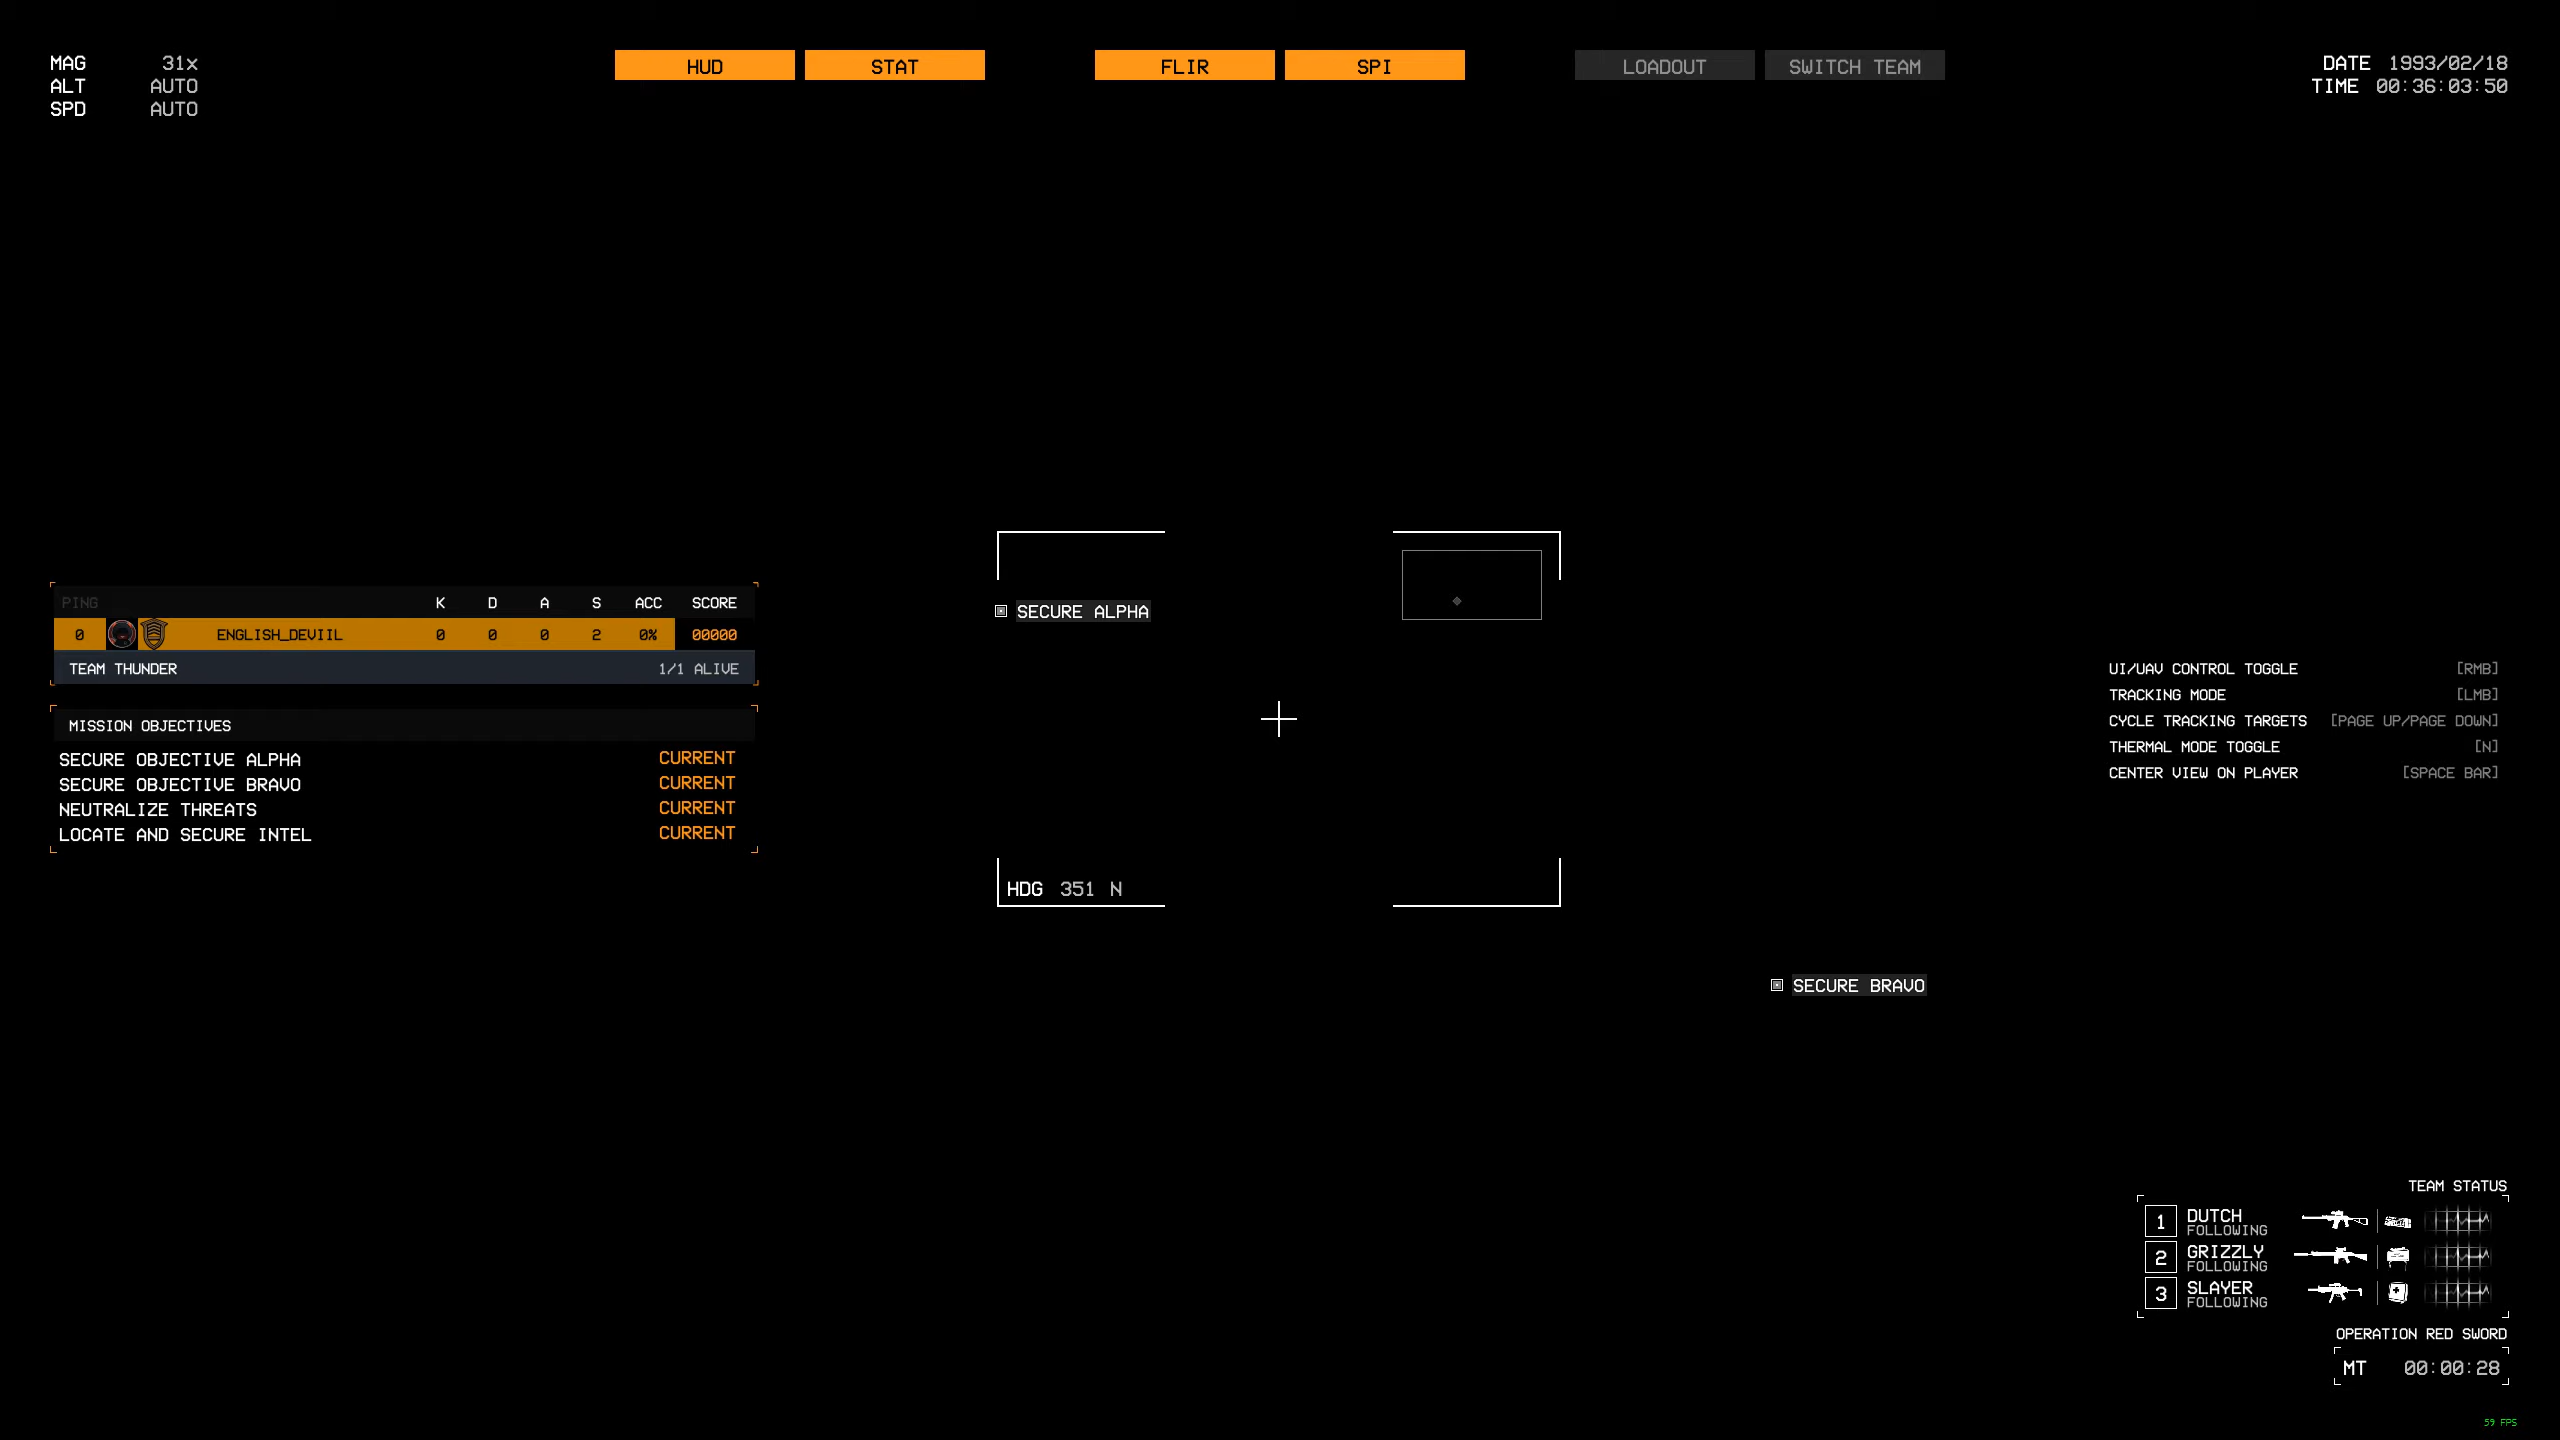 MAG 31x
ALT AUTO
SPD AUTO
HUD STAT FLIR SPI LOADOUT SWITCH TEAM
DATE 1993/02/18
TIME 00:36:03:50
PING K D A S ACC SCORE
0 ENGLISH_DEVIIL 0 0 0 2 0% 00000
TEAM THUNDER 1/1 ALIVE
MISSION OBJECTIVES
SECURE OBJECTIVE ALPHA CURRENT
SECURE OBJECTIVE BRAVO CURRENT
NEUTRALIZE THREATS CURRENT
LOCATE AND SECURE INTEL CURRENT
SECURE ALPHA
HDG 351 N
SECURE BRAVO
UI/UAV CONTROL TOGGLE [RMB]
TRACKING MODE [LMB]
CYCLE TRACKING TARGETS [PAGE UP/PAGE DOWN]
THERMAL MODE TOGGLE [N]
CENTER VIEW ON PLAYER [SPACE BAR]
TEAM STATUS
1 DUTCH
FOLLOWING
2 GRIZZLY
FOLLOWING
3 SLAYER
FOLLOWING
OPERATION RED SWORD
MT 00:00:28
59 FPS